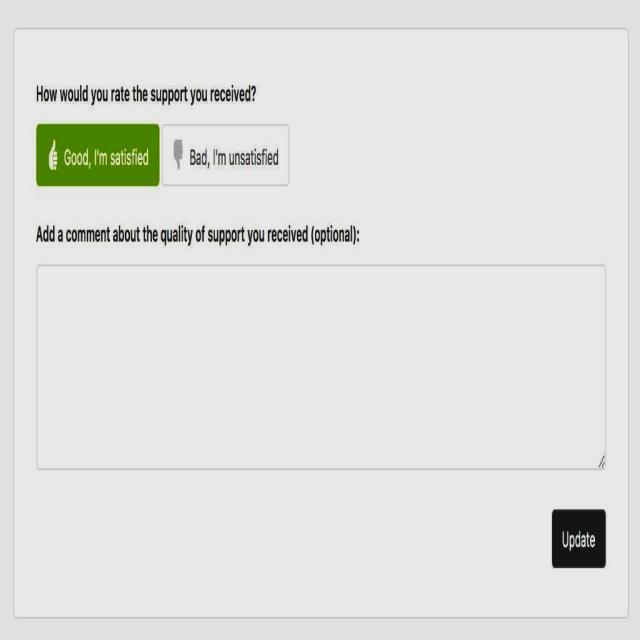 How would you rate the support you received?
Good, I'm satisfied
Bad, I'm unsatisfied
Add a comment about the quality of support you received (optional):
Update